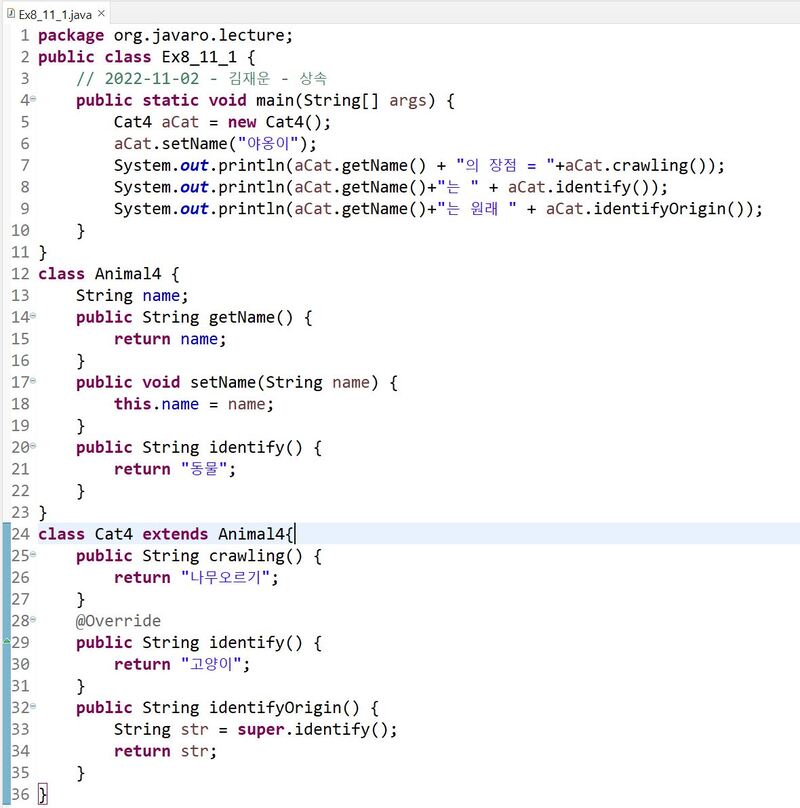 Ex8_11_1.java
1 package org.javaro.lecture;
2 public class Ex8_11_1 {
3     // 2022-11-02 - 김재운 - 상속
4     public static void main(String[] args) {
5         Cat4 aCat = new Cat4();
6         aCat.setName("야옹이");
7         System.out.println(aCat.getName() + "의 장점 = "+aCat.crawling());
8         System.out.println(aCat.getName()+"는 " + aCat.identify());
9         System.out.println(aCat.getName()+"는 원래 " + aCat.identifyOrigin());
10     }
11 }
12 class Animal4 {
13     String name;
14     public String getName() {
15         return name;
16     }
17     public void setName(String name) {
18         this.name = name;
19     }
20     public String identify() {
21         return "동물";
22     }
23 }
24 class Cat4 extends Animal4{
25     public String crawling() {
26         return "나무오르기";
27     }
28     @Override
29     public String identify() {
30         return "고양이";
31     }
32     public String identifyOrigin() {
33         String str = super.identify();
34         return str;
35     }
36 }